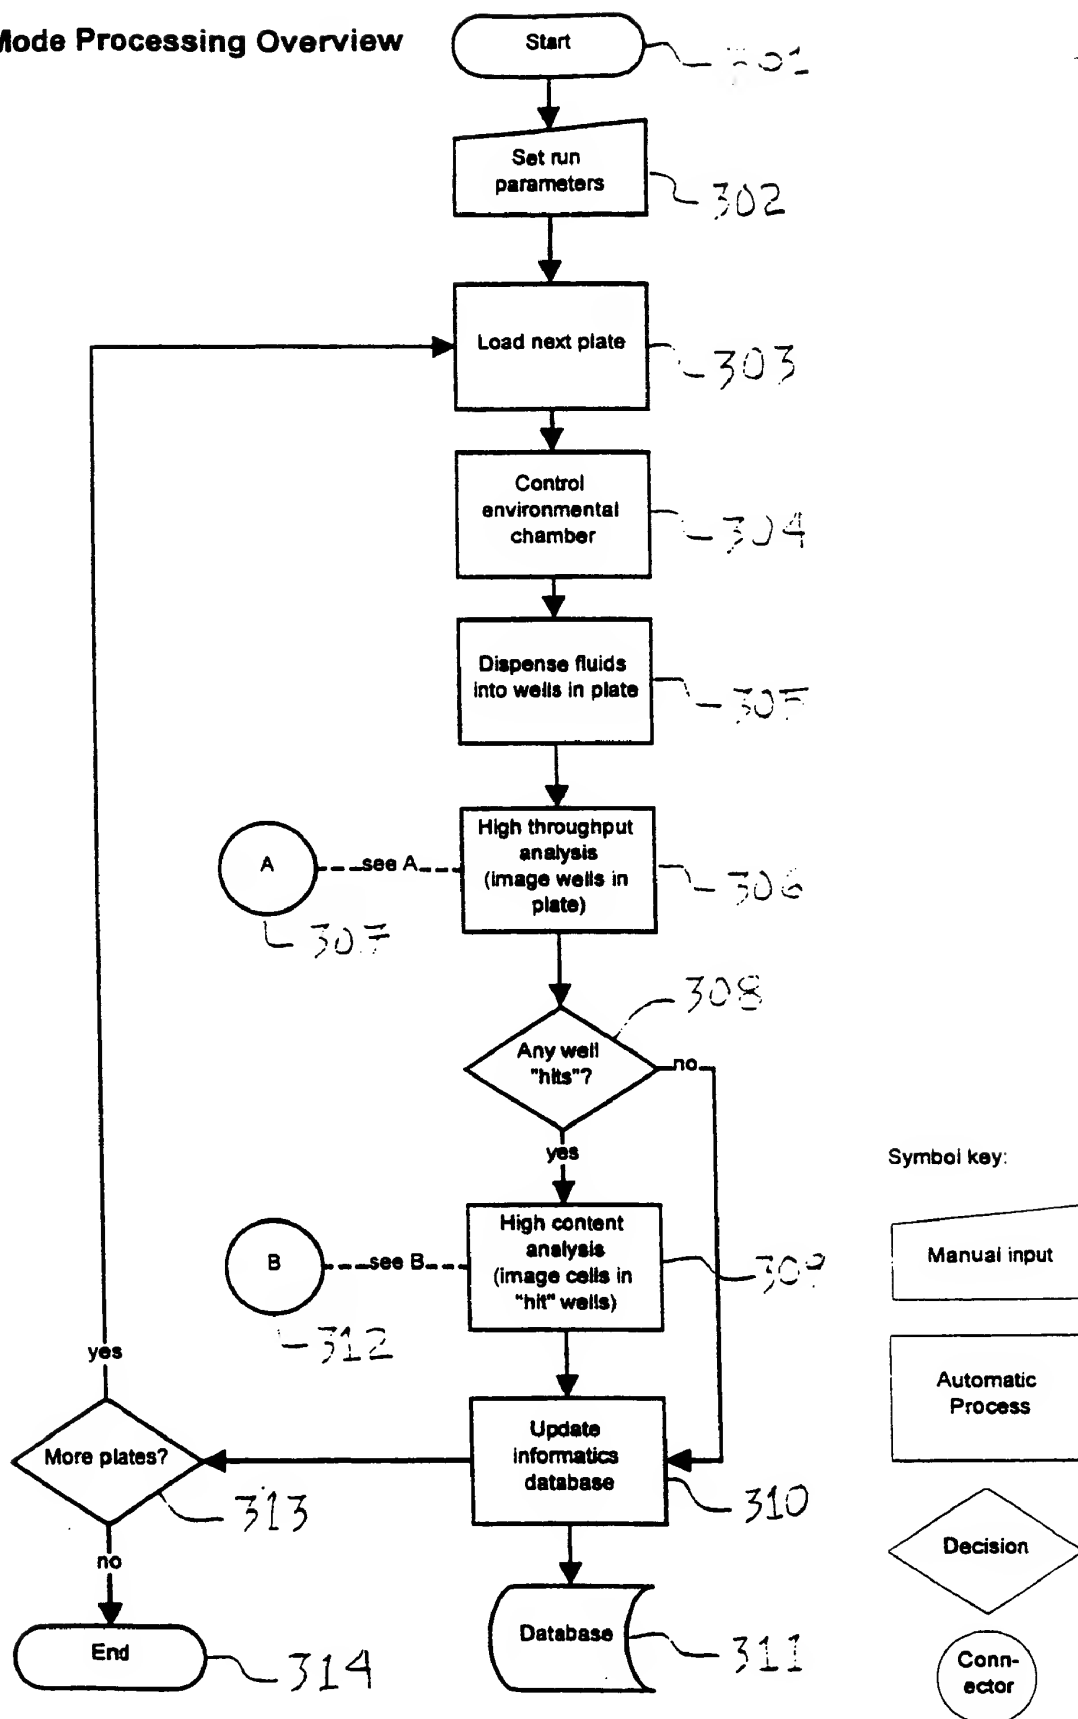 Mode Processing Overview
Start
Set run
parameters
302
Load next plate
303
Control
environmental
chamber
304
Dispense fluids
into wells in plate
305
High throughput
analysis
(image wells in
plate)
306
A
see A
307
308
Any well
"hits"?
no
yes
High content
analysis
(image cells in
"hit" wells)
309
B
see B
312
Update
informatics
database
310
yes
More plates?
313
no
End
314
Database
311
Symbol key:
Manual input
Automatic
Process
Decision
Conn-
ector